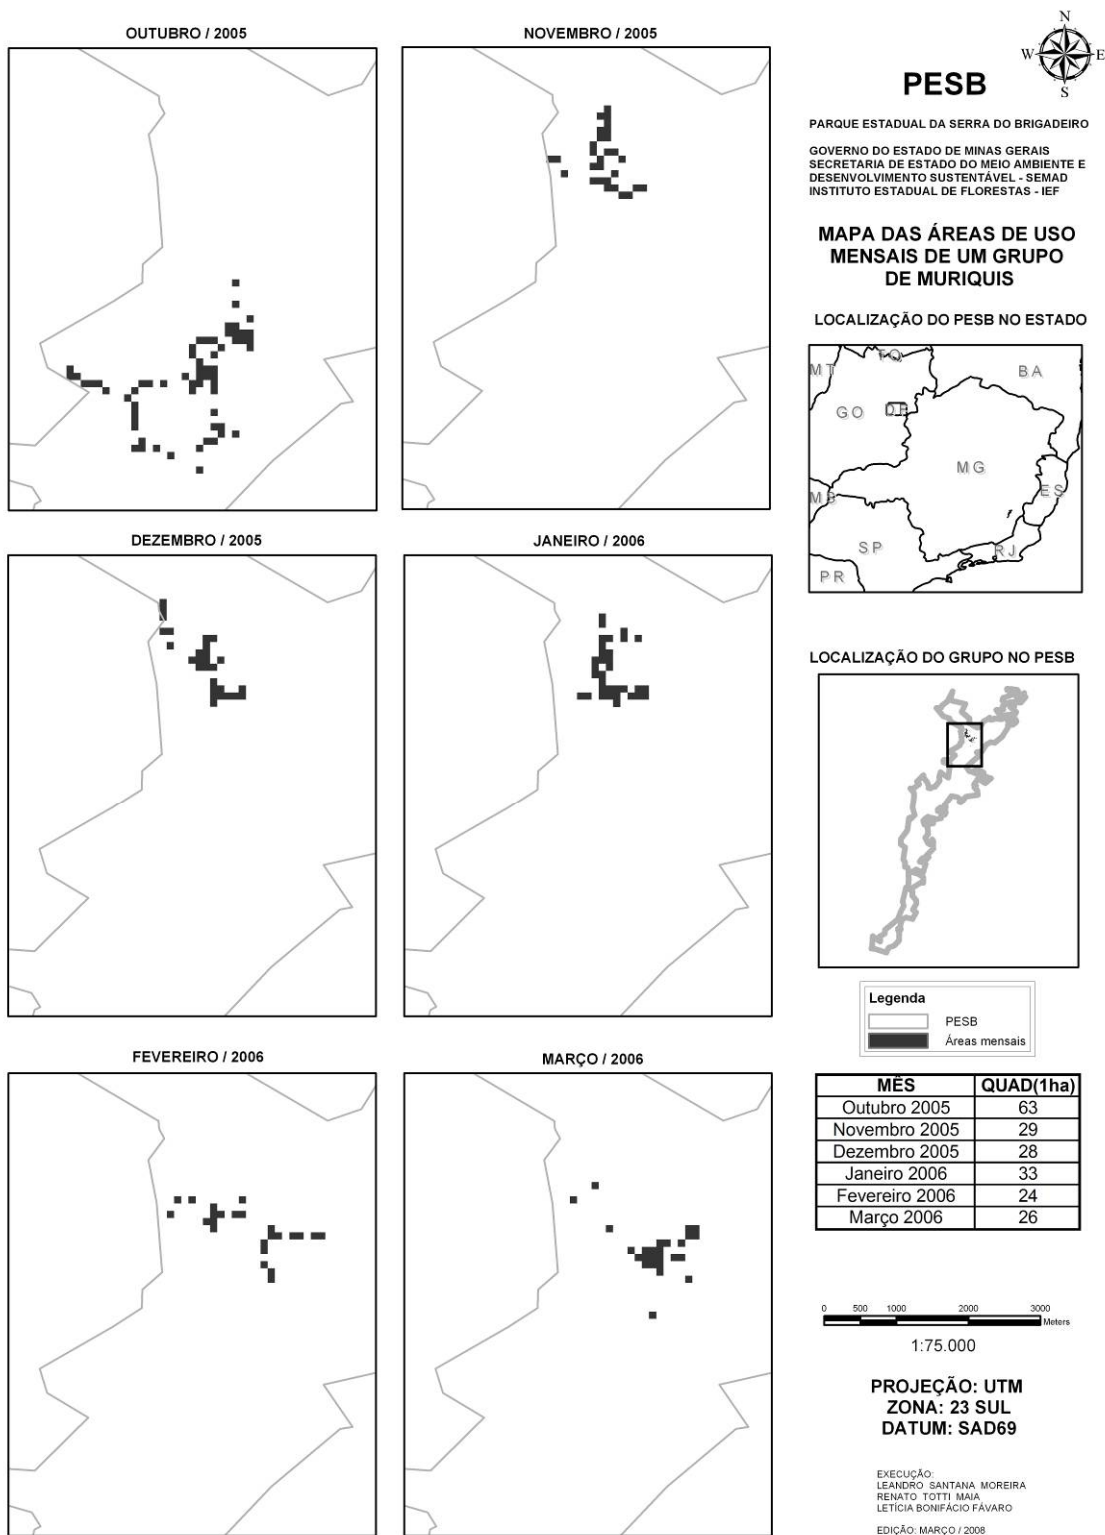 OUTUBRO / 2005
NOVEMBRO / 2005
DEZEMBRO / 2005
JANEIRO / 2006
FEVEREIRO / 2006
MARÇO / 2006
N
W
E
S
PESB
PARQUE ESTADUAL DA SERRA DO BRIGADEIRO
GOVERNO DO ESTADO DE MINAS GERAIS
SECRETARIA DE ESTADO DO MEIO AMBIENTE E
DESENVOLVIMENTO SUSTENTÁVEL - SEMAD
INSTITUTO ESTADUAL DE FLORESTAS - IEF
MAPA DAS ÁREAS DE USO
MENSAIS DE UM GRUPO
DE MURIQUIS
LOCALIZAÇÃO DO PESB NO ESTADO
MT
BA
GO
DF
MG
ES
SP
RJ
PR
LOCALIZAÇÃO DO GRUPO NO PESB
Legenda
PESB
Áreas mensais
MÊS QUAD(1ha)
Outubro 2005 63
Novembro 2005 29
Dezembro 2005 28
Janeiro 2006 33
Fevereiro 2006 24
Março 2006 26
0 500 1000 2000 3000
Meters
1:75.000
PROJEÇÃO: UTM
ZONA: 23 SUL
DATUM: SAD69
EXECUÇÃO:
LEANDRO SANTANA MOREIRA
RENATO TOTTI MAIA
LETÍCIA BONIFÁCIO FÁVARO
EDIÇÃO: MARÇO / 2008